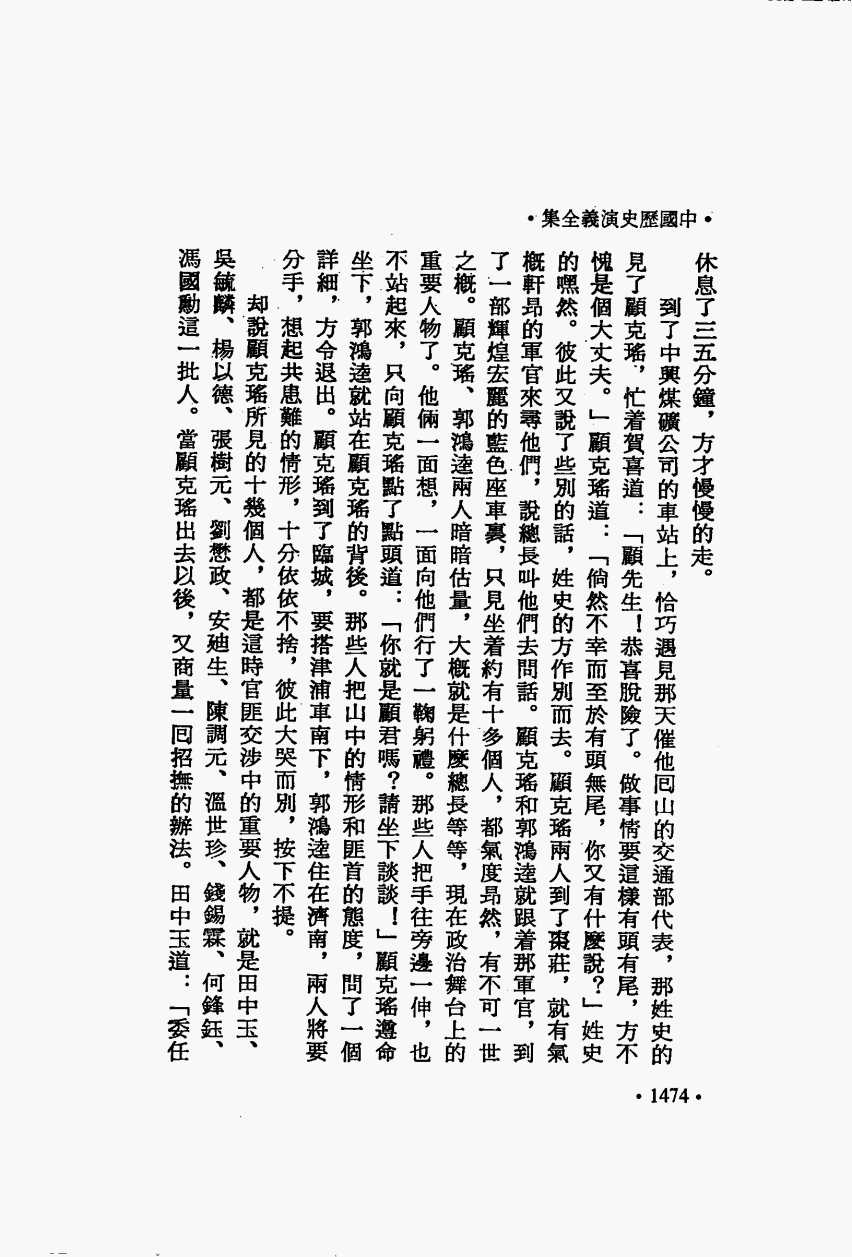 •中國歷史演義全集•
休息了三五分鐘，方才慢慢的走。
到了中興煤礦公司的車站上，恰巧遇見那天催他囘山的交通部代表，那姓史的
見了顧克瑤，忙着賀喜道：「顧先生！恭喜脫險了。做事情要這樣有頭有尾，方不
愧是個大丈夫。」顧克瑤道：「倘然不幸而至於有頭無尾，你又有什麼說？」姓史
的嘿然。彼此又說了些別的話，姓史的方作別而去。顧克瑤兩人到了棗莊，就有氣
概軒昂的軍官來尋他們，說總長叫他們去問話。顧克瑤和郭鴻逵就跟着那軍官，到
了一部輝煌宏麗的藍色座車裏，只見坐着約有十多個人，都氣度昂然，有不可一世
之概。顧克瑤、郭鴻逵兩人暗暗估量，大概就是什麼總長等等，現在政治舞台上的
重要人物了。他倆一面想，一面向他們行了一鞠躬禮。那些人把手往旁邊一伸，也
不站起來，只向顧克瑤點了點頭道：「你就是顧君嗎？請坐下談談！」顧克瑤遵命
坐下，郭鴻逵就站在顧克瑤的背後。那些人把山中的情形和匪首的態度，問了一個
詳細，方令退出。顧克瑤到了臨城，要搭津浦車南下，郭鴻逵住在濟南，兩人將要
分手，想起共患難的情形，十分依依不捨，彼此大哭而別，按下不提。
却說顧克瑤所見的十幾個人，都是這時官匪交涉中的重要人物，就是田中玉、
吳毓麟、楊以德、張樹元、劉懋政、安廸生、陳調元、溫世珍、錢錫霖、何鋒鈺、
馮國勳這一批人。當顧克瑤出去以後，又商量一囘招撫的辦法。田中玉道：「委任
•1474•